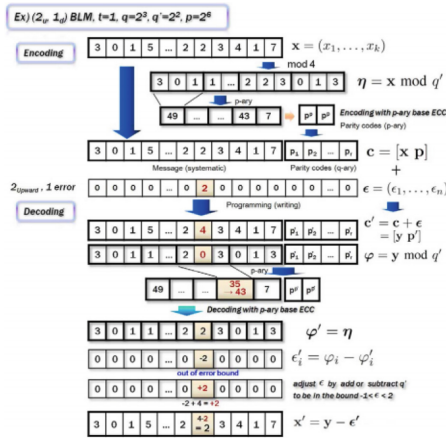 Ex) (2u, 1d) BLM, t=1, q=2³, q'=2², p=2⁶
Encoding
3 0 1 5 ... 2 2 3 4 1 7 x = (x₁, . . . , xₖ)
mod 4
3 0 1 1 ... 2 2 3 0 1 3 η = x mod q'
p-ary
49 ... ... 43 7 pᵖ pᵖ Encoding with p-ary base ECC
Parity codes (p-ary)
3 0 1 5 ... 2 2 3 4 1 7 p₁ p₂ ... pᵣ c = [x p]
Message (systematic) Parity codes (q-ary) +
2Upward, 1 error 0 0 0 0 ... 0 2 0 0 0 0 0 0 ... 0 ϵ = (ϵ₁, . . . , ϵₙ)
Decoding
Programming (writing)
3 0 1 5 ... 2 4 3 4 1 7 p'₁ p'₂ ... p'ᵣ c' = c + ϵ
= [y p']
3 0 1 1 ... 2 0 3 0 1 3 p'₁ p'₂ ... p'ᵣ φ = y mod q'
p-ary
49 ... ... 35 → 43 7 pᵖ pᵖ
Decoding with p-ary base ECC
3 0 1 1 ... 2 2 3 0 1 3 φ' = η
0 0 0 0 ... 0 -2 0 0 0 0 ϵ'ᵢ = φᵢ − φ'ᵢ
out of error bound
0 0 0 0 ... 0 +2 0 0 0 0 adjust ϵ by add or subtract q'
to be in the bound -1< ϵ < 2
-2 + 4 = +2
3 0 1 5 ... 2 4-2 = 2 3 4 1 7 x' = y − ϵ'